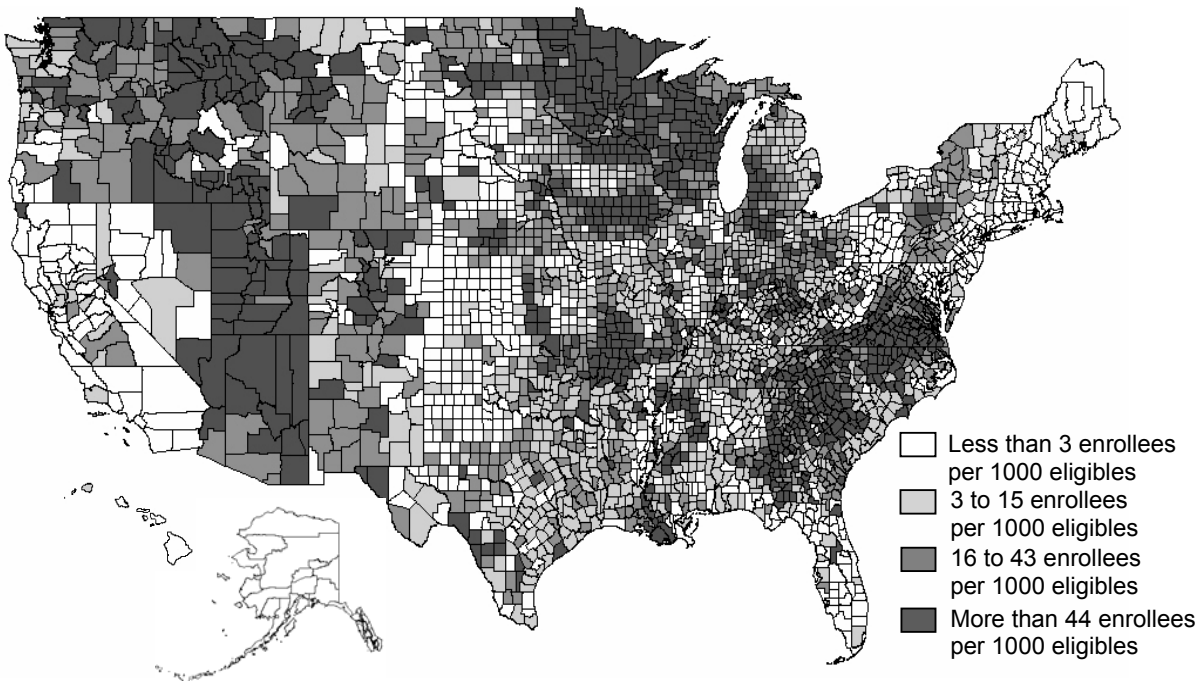 Less than 3 enrollees
per 1000 eligibles
3 to 15 enrollees
per 1000 eligibles
16 to 43 enrollees
per 1000 eligibles
More than 44 enrollees
per 1000 eligibles